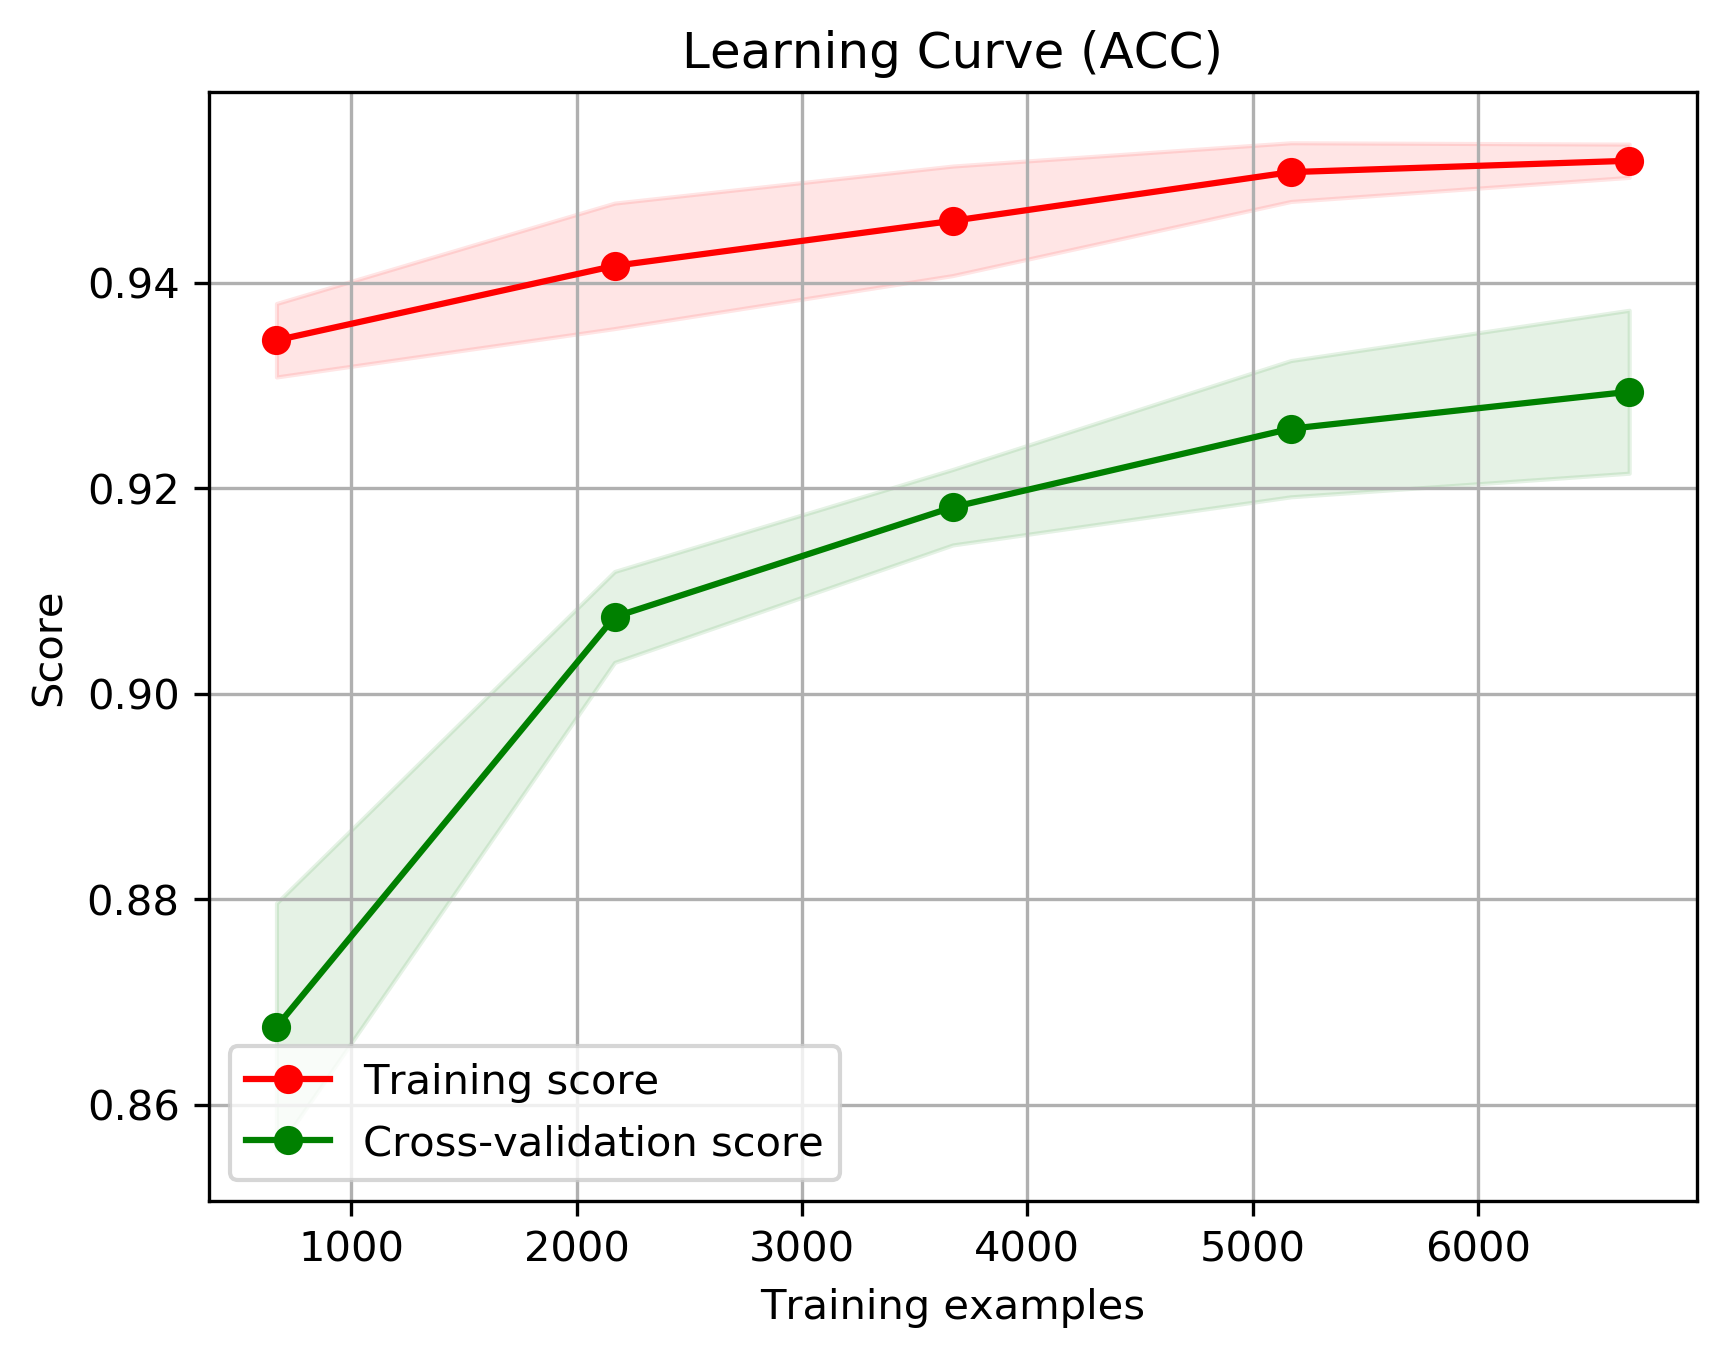 Learning Curve (ACC)
0.94
0.92
0.90
0.88
0.86
Score
Training score
Cross-validation score
1000 2000 3000 4000 5000 6000
Training examples